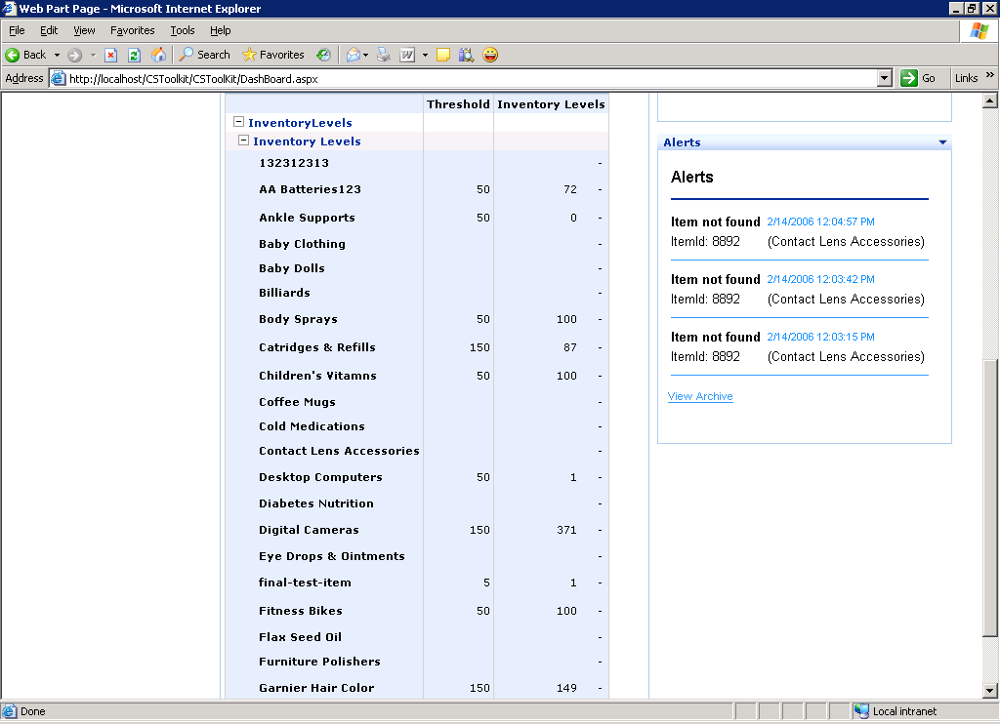 Web Part Page - Microsoft Internet Explorer
File Edit View Favorites Tools Help
Back Search Favorites
Address http://localhost/CSToolkit/CSToolKit/DashBoard.aspx Go Links »
Threshold Inventory Levels
InventoryLevels
Inventory Levels
132312313 -
AA Batteries123 50 72 -
Ankle Supports 50 0 -
Baby Clothing -
Baby Dolls -
Billiards -
Body Sprays 50 100 -
Catridges & Refills 150 87 -
Children's Vitamns 50 100 -
Coffee Mugs -
Cold Medications -
Contact Lens Accessories -
Desktop Computers 50 1 -
Diabetes Nutrition -
Digital Cameras 150 371 -
Eye Drops & Ointments -
final-test-item 5 1 -
Fitness Bikes 50 100 -
Flax Seed Oil -
Furniture Polishers -
Garnier Hair Color 150 149 -
Alerts
Alerts
Item not found 2/14/2006 12:04:57 PM
ItemId: 8892 (Contact Lens Accessories)
Item not found 2/14/2006 12:03:42 PM
ItemId: 8892 (Contact Lens Accessories)
Item not found 2/14/2006 12:03:15 PM
ItemId: 8892 (Contact Lens Accessories)
View Archive
Done Local intranet